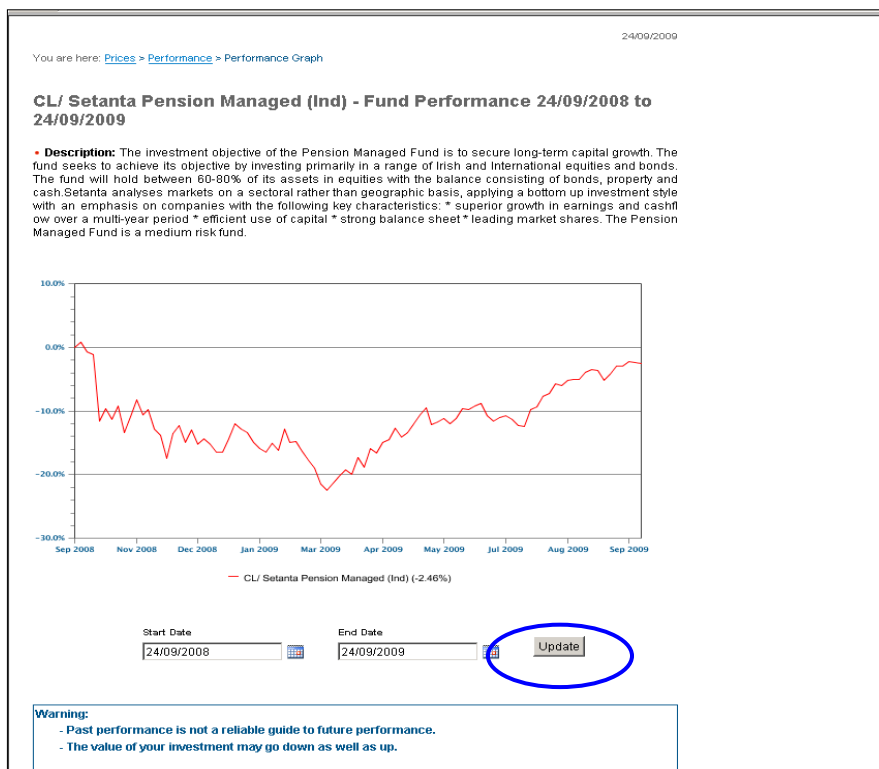 24/09/2009
You are here: Prices > Performance > Performance Graph
CL/ Setanta Pension Managed (Ind) - Fund Performance 24/09/2008 to
24/09/2009
• Description: The investment objective of the Pension Managed Fund is to secure long-term capital growth. The
fund seeks to achieve its objective by investing primarily in a range of Irish and International equities and bonds.
The fund will hold between 60-80% of its assets in equities with the balance consisting of bonds, property and
cash.Setanta analyses markets on a sectoral rather than geographic basis, applying a bottom up investment style
with an emphasis on companies with the following key characteristics: * superior growth in earnings and cashfl
ow over a multi-year period * efficient use of capital * strong balance sheet * leading market shares. The Pension
Managed Fund is a medium risk fund.
10.0%
0.0%
-10.0%
-20.0%
-30.0%
Sep 2008 Nov 2008 Dec 2008 Jan 2009 Mar 2009 Apr 2009 May 2009 Jul 2009 Aug 2009 Sep 2009
CL/ Setanta Pension Managed (Ind) (-2.46%)
Start Date End Date
24/09/2008 24/09/2009 Update
Warning:
- Past performance is not a reliable guide to future performance.
- The value of your investment may go down as well as up.